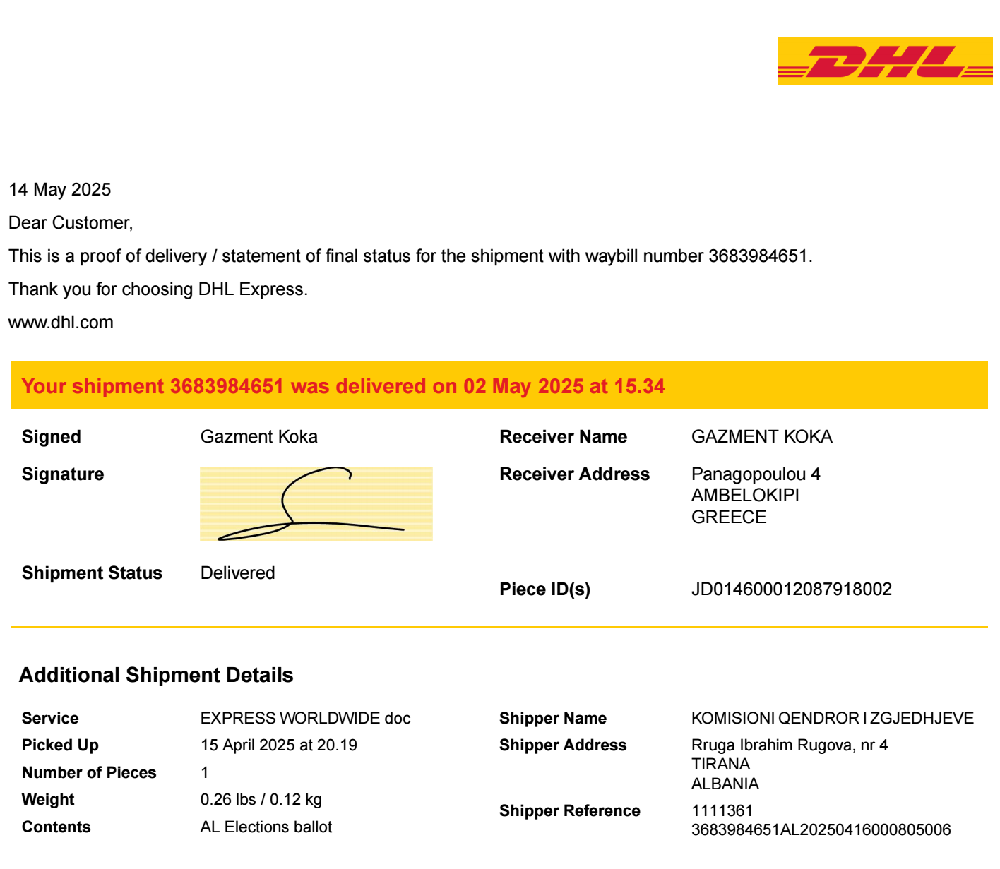 DHL
14 May 2025
Dear Customer,
This is a proof of delivery / statement of final status for the shipment with waybill number 3683984651.
Thank you for choosing DHL Express.
www.dhl.com
Your shipment 3683984651 was delivered on 02 May 2025 at 15.34
Signed Gazment Koka
Receiver Name GAZMENT KOKA
Signature
Receiver Address Panagopoulou 4
AMBELOKIPI
GREECE
Shipment Status Delivered
Piece ID(s) JD014600012087918002
Additional Shipment Details
Service EXPRESS WORLDWIDE doc
Shipper Name KOMISIONI QENDROR I ZGJEDHJEVE
Picked Up 15 April 2025 at 20.19
Shipper Address Rruga Ibrahim Rugova, nr 4
TIRANA
ALBANIA
Number of Pieces 1
Weight 0.26 lbs / 0.12 kg
Shipper Reference 1111361
3683984651AL20250416000805006
Contents AL Elections ballot